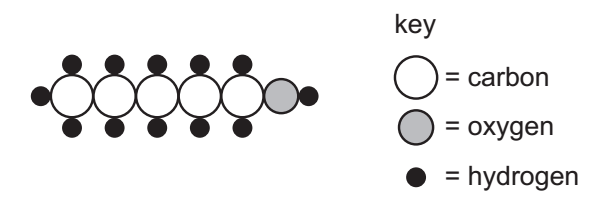 key
= carbon
= oxygen
= hydrogen